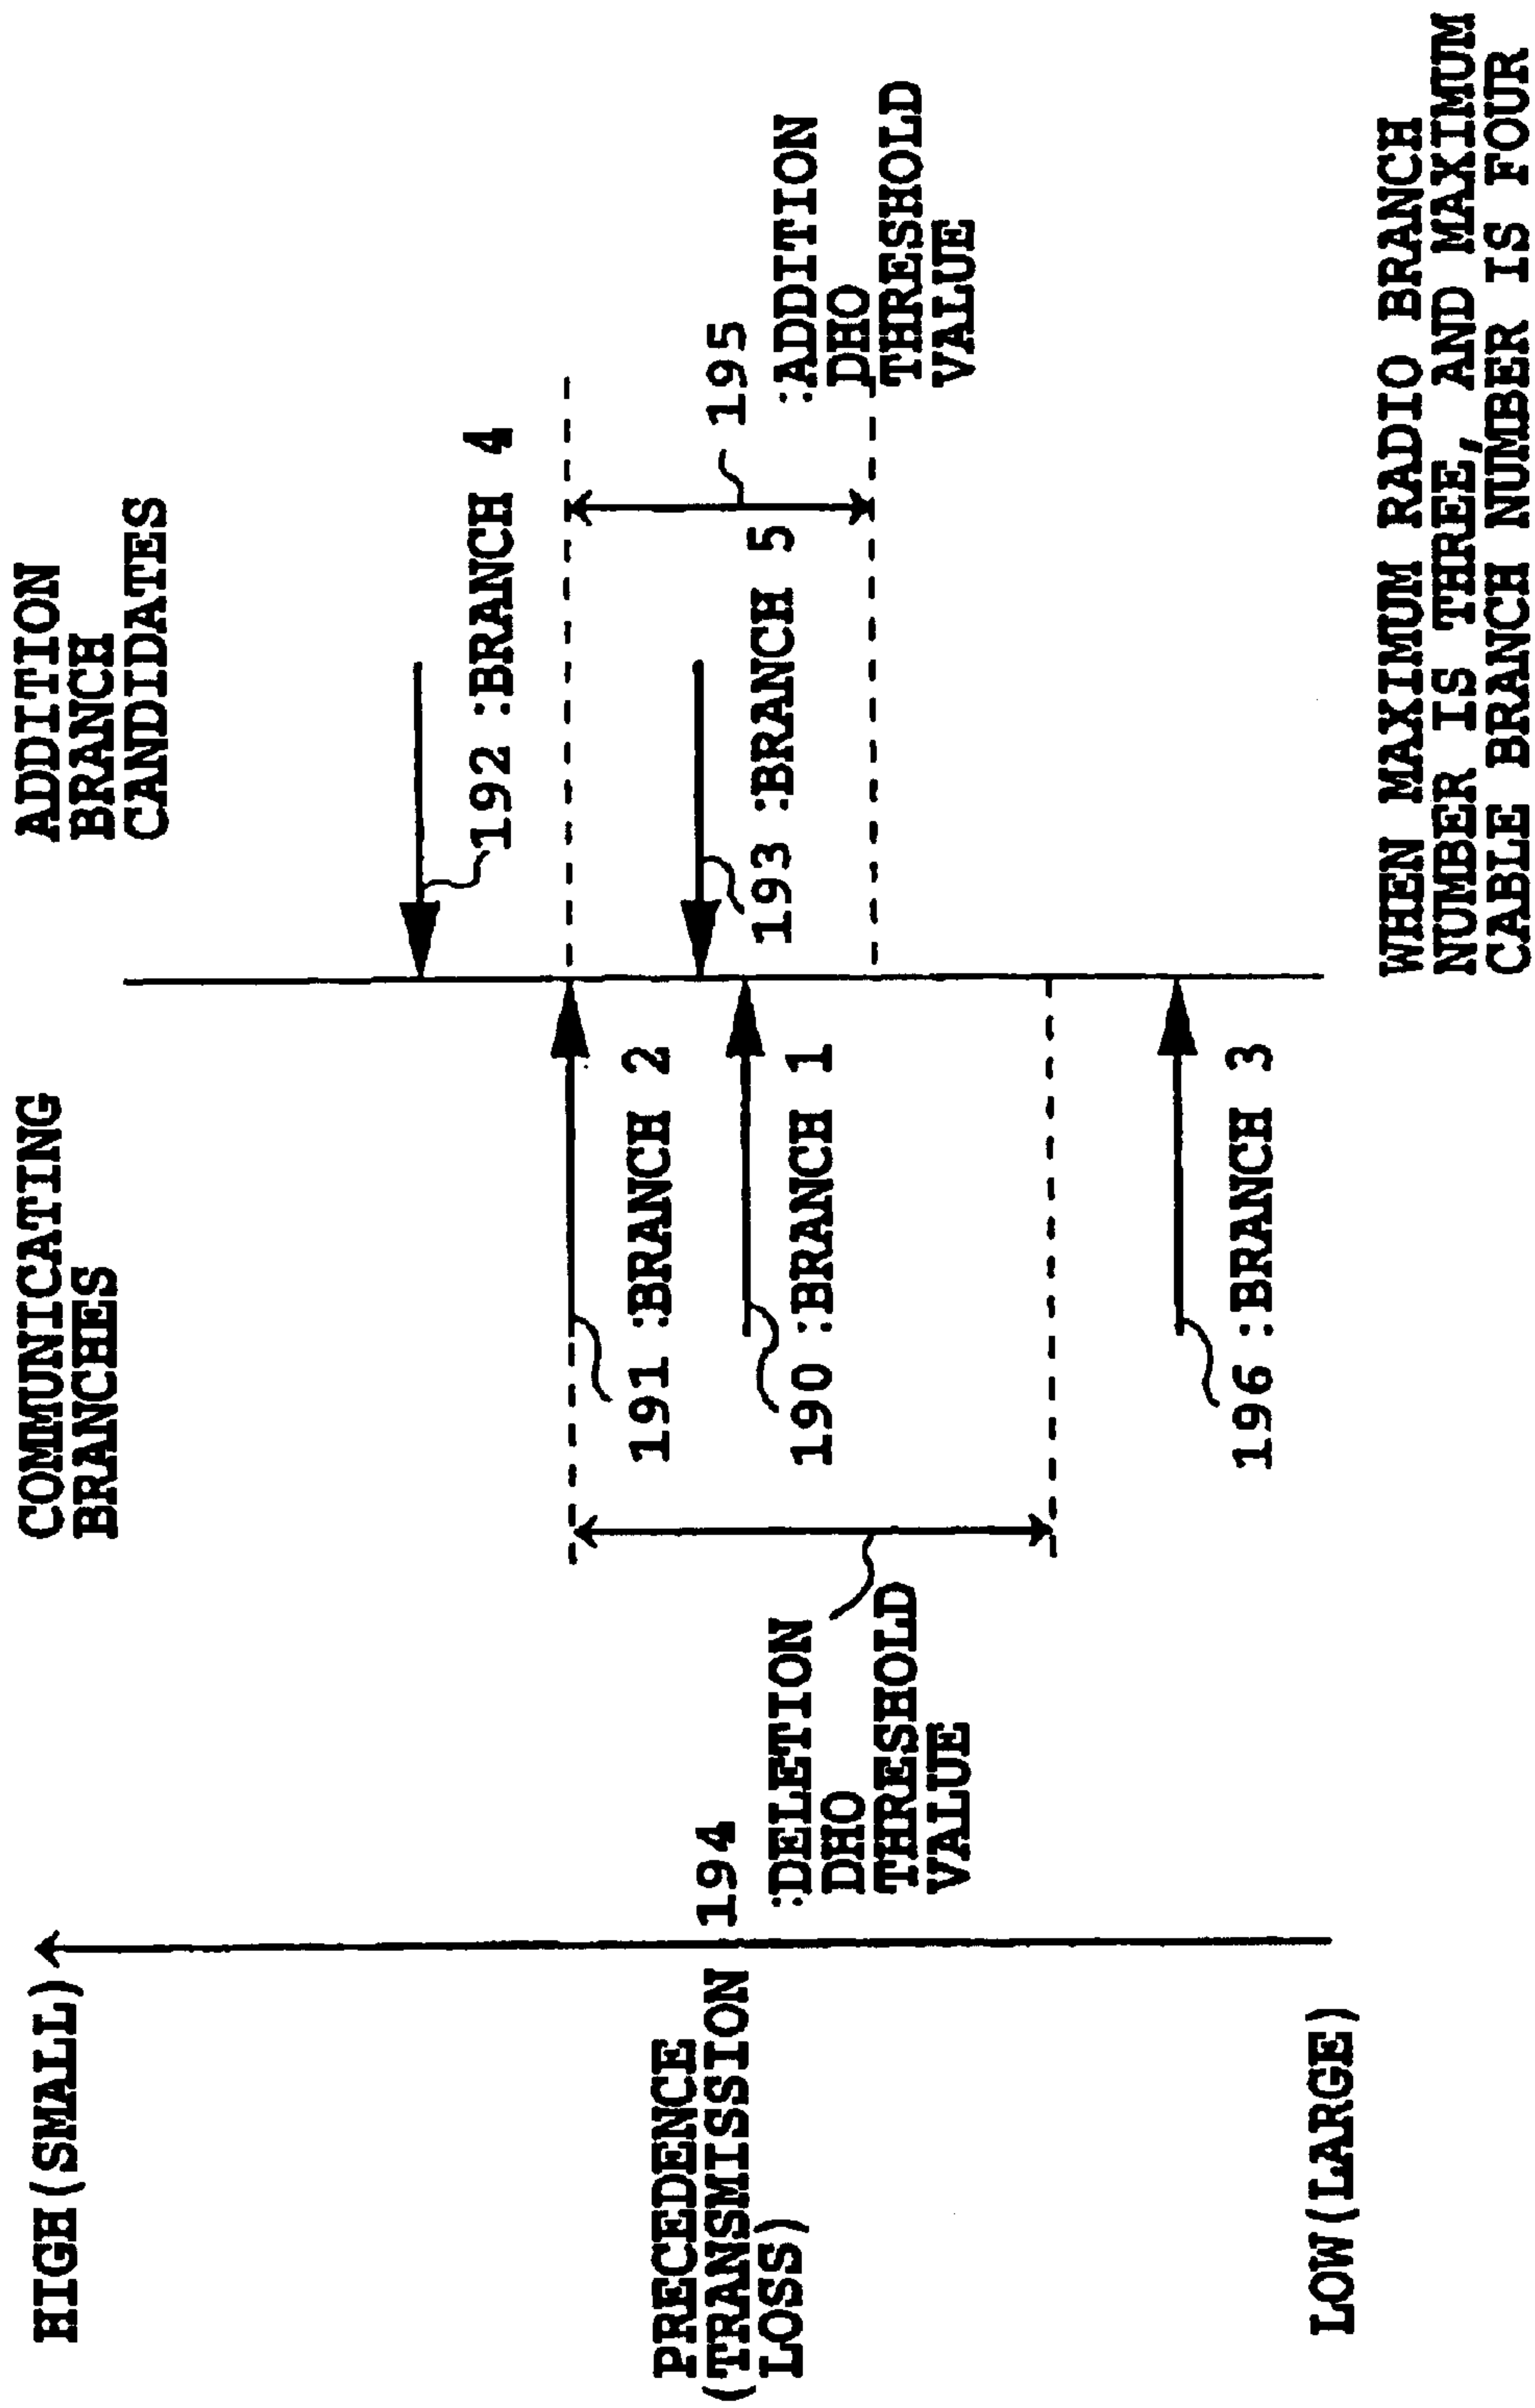 HIGH(SMALL)
PRECEDENCE
(TRANSMISSION
LOSS)
LOW(LARGE)
COMMUNICATING
BRANCHES
194
:DELETION
DHO
THRESHOLD
VALUE
191:BRANCH 2
190:BRANCH 1
196:BRANCH 3
ADDITION
BRANCH
CANDIDATES
192:BRANCH 4
193:BRANCH 5
195
:ADDITION
DHO
THRESHOLD
VALUE
WHEN MAXIMUM RADIO BRANCH
NUMBER IS THREE, AND MAXIMUM
CABLE BRANCH NUMBER IS FOUR